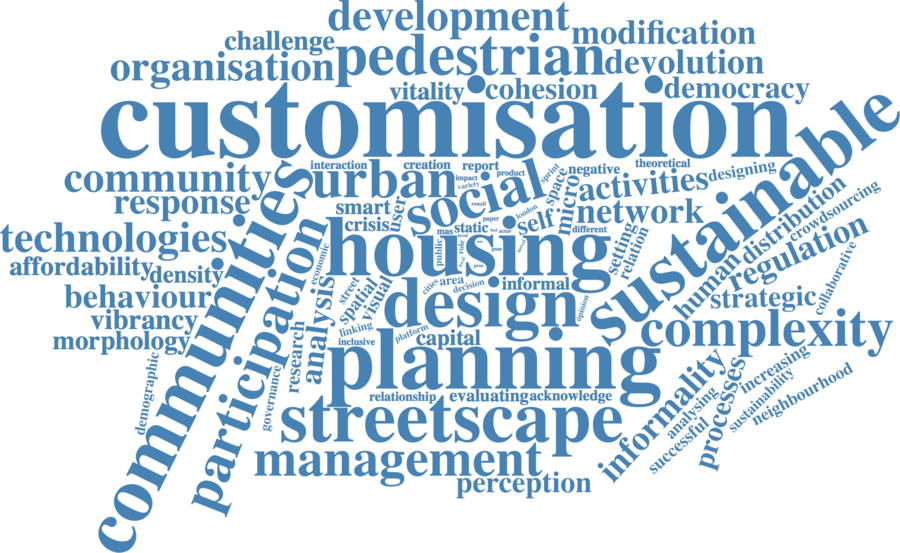 development
modification
challenge
pedestrian
organisation
devolution
vitality
cohesion
democracy
customisation
sustainable
interaction
creation
report
product
theoretical
sprint
negative
community
communities
urban
impact
variety
social
space
micro
activities
designing
response
smart
user
result
london
self
network
crowdsourcing
crisis
mas
static
paper
actor
different
human distribution
technologies
participation
economic
housing
public
role
setting
relation
regulation
collaborative
affordability
density
street
spatial
visual
cities
area
decision
informal
behaviour
analysis
design
opinion
strategic
vibrancy
linking
platform
capital
complexity
morphology
inclusive
research
planning
demographic
governance
relationship
evaluating
acknowledge
informality
processes
increasing
analysing
sustainability
neighbourhood
successful
streetscape
management
perception